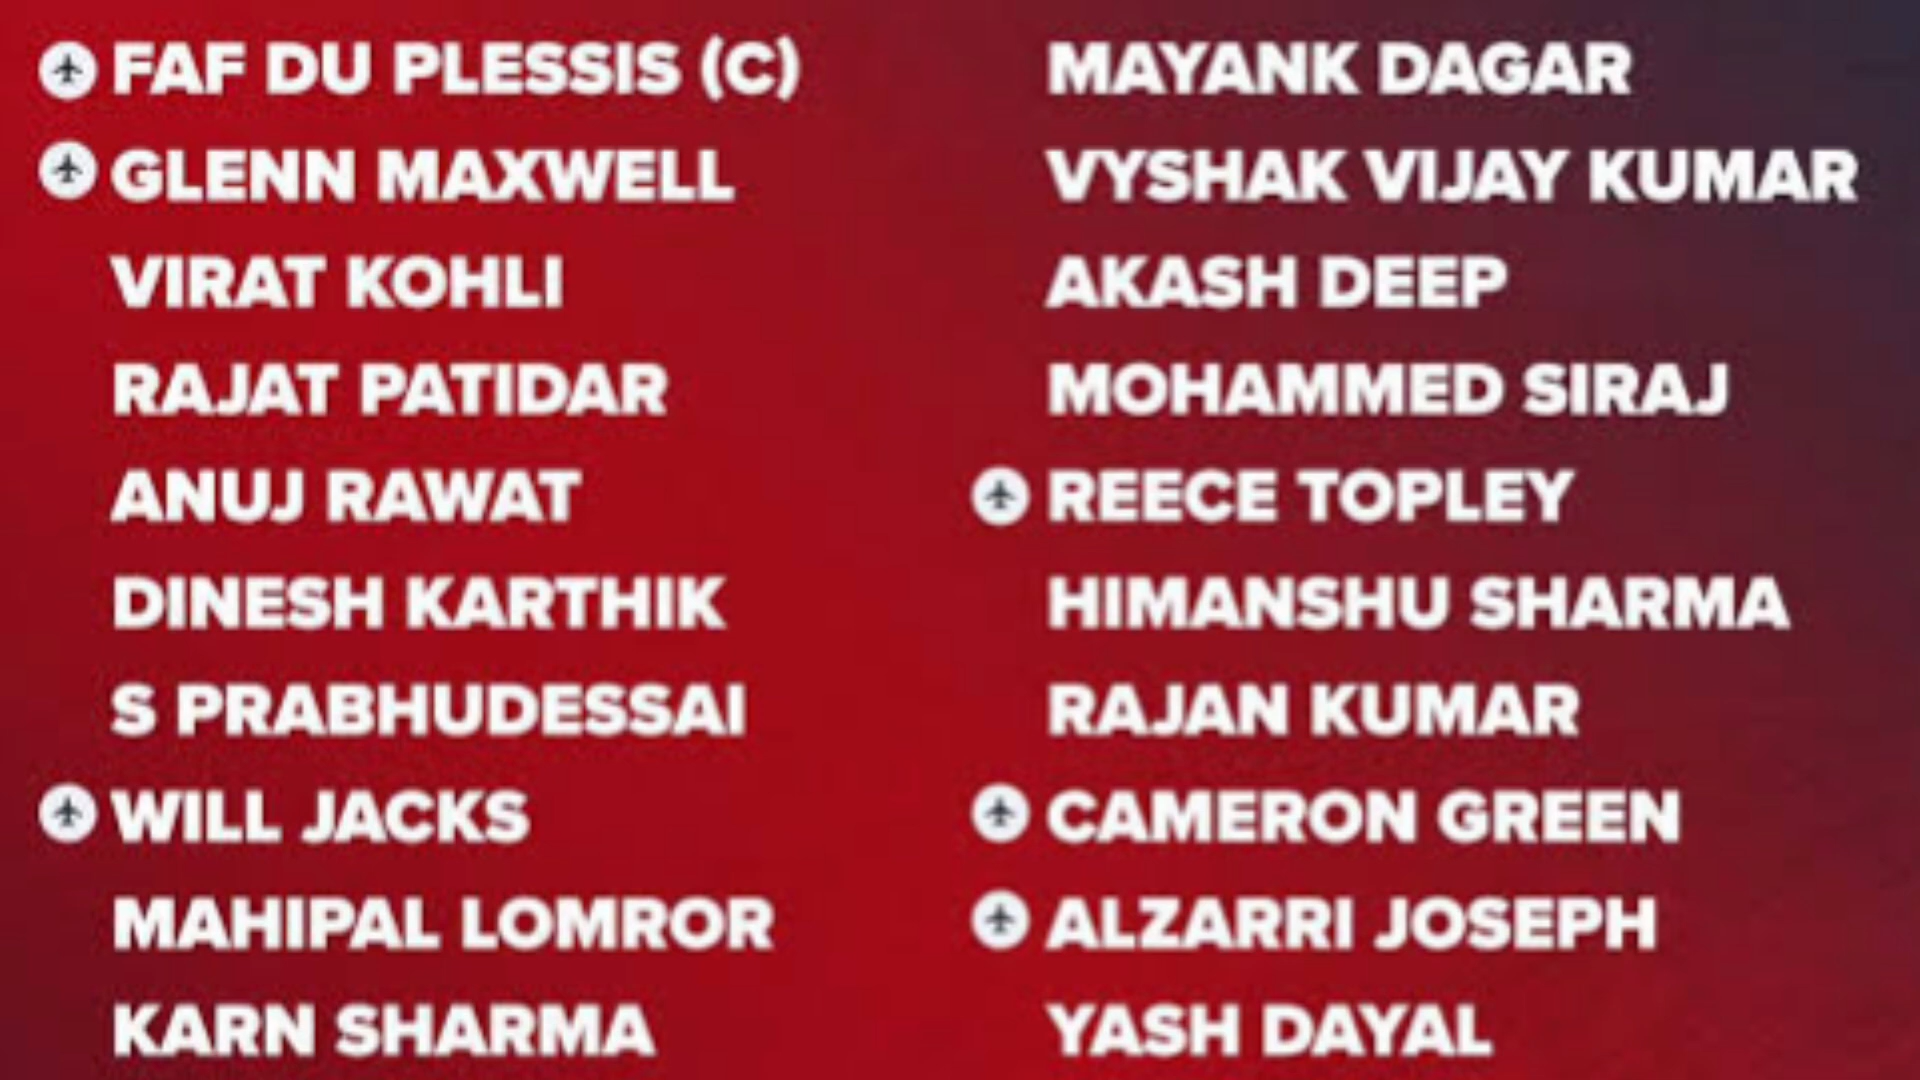 FAF DU PLESSIS (C)
GLENN MAXWELL
VIRAT KOHLI
RAJAT PATIDAR
ANUJ RAWAT
DINESH KARTHIK
S PRABHUDESSAI
WILL JACKS
MAHIPAL LOMROR
KARN SHARMA
MAYANK DAGAR
VYSHAK VIJAY KUMAR
AKASH DEEP
MOHAMMED SIRAJ
REECE TOPLEY
HIMANSHU SHARMA
RAJAN KUMAR
CAMERON GREEN
ALZARRI JOSEPH
YASH DAYAL